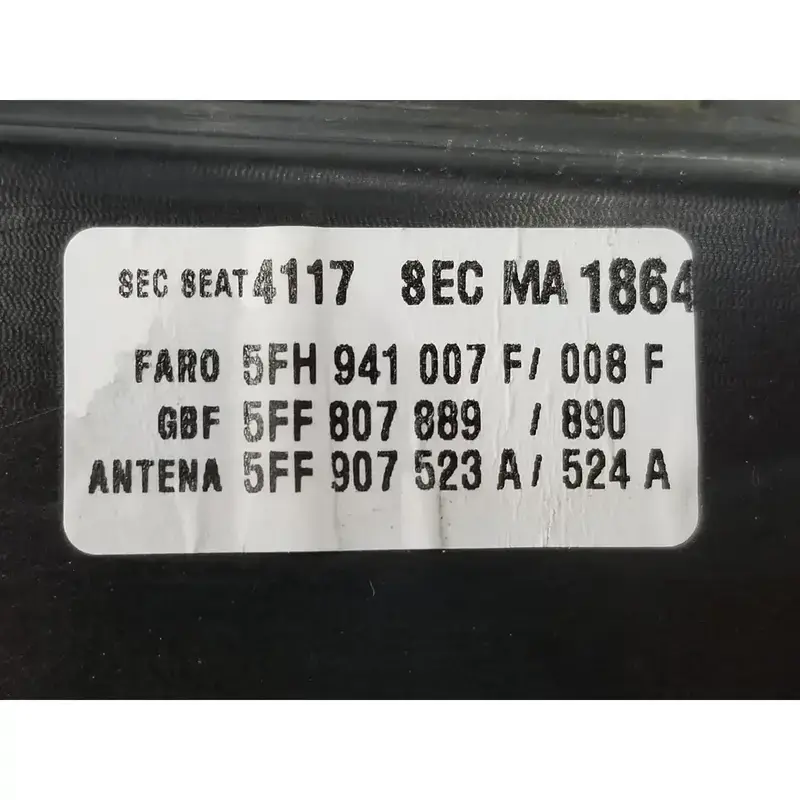 SEC SEAT 4117 SEC MA 1864
FARO 5FH 941 007 F/ 008 F
GBF 5FF 807 889 / 890
ANTENA 5FF 907 523 A/ 524 A